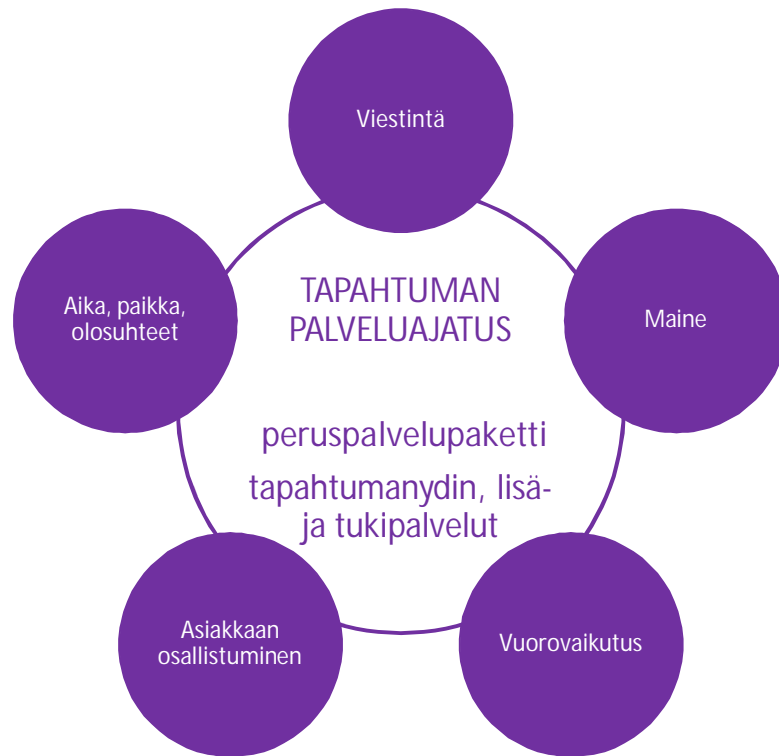 Viestintä
Aika, paikka,
olosuhteet
TAPAHTUMAN
PALVELUAJATUS
Maine
peruspalvelupaketti
tapahtumanydin, lisä-
ja tukipalvelut
Asiakkaan
osallistuminen
Vuorovaikutus